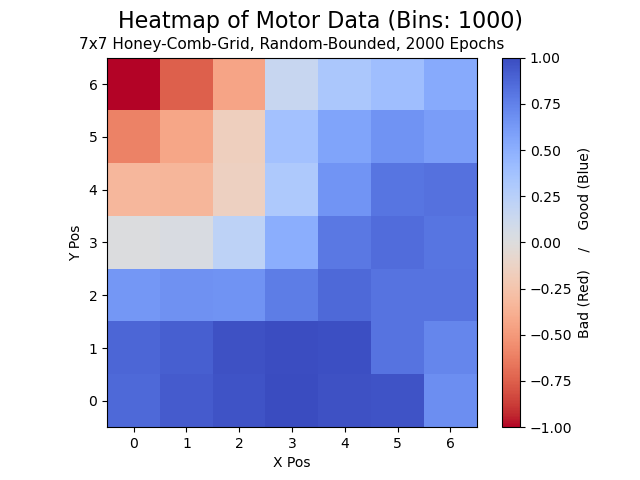 Heatmap of Motor Data (Bins: 1000)
7x7 Honey-Comb-Grid, Random-Bounded, 2000 Epochs
6
5
4
3
2
1
0
Y Pos
0 1 2 3 4 5 6
X Pos
1.00
0.75
0.50
0.25
0.00
−0.25
−0.50
−0.75
−1.00
Bad (Red) / Good (Blue)